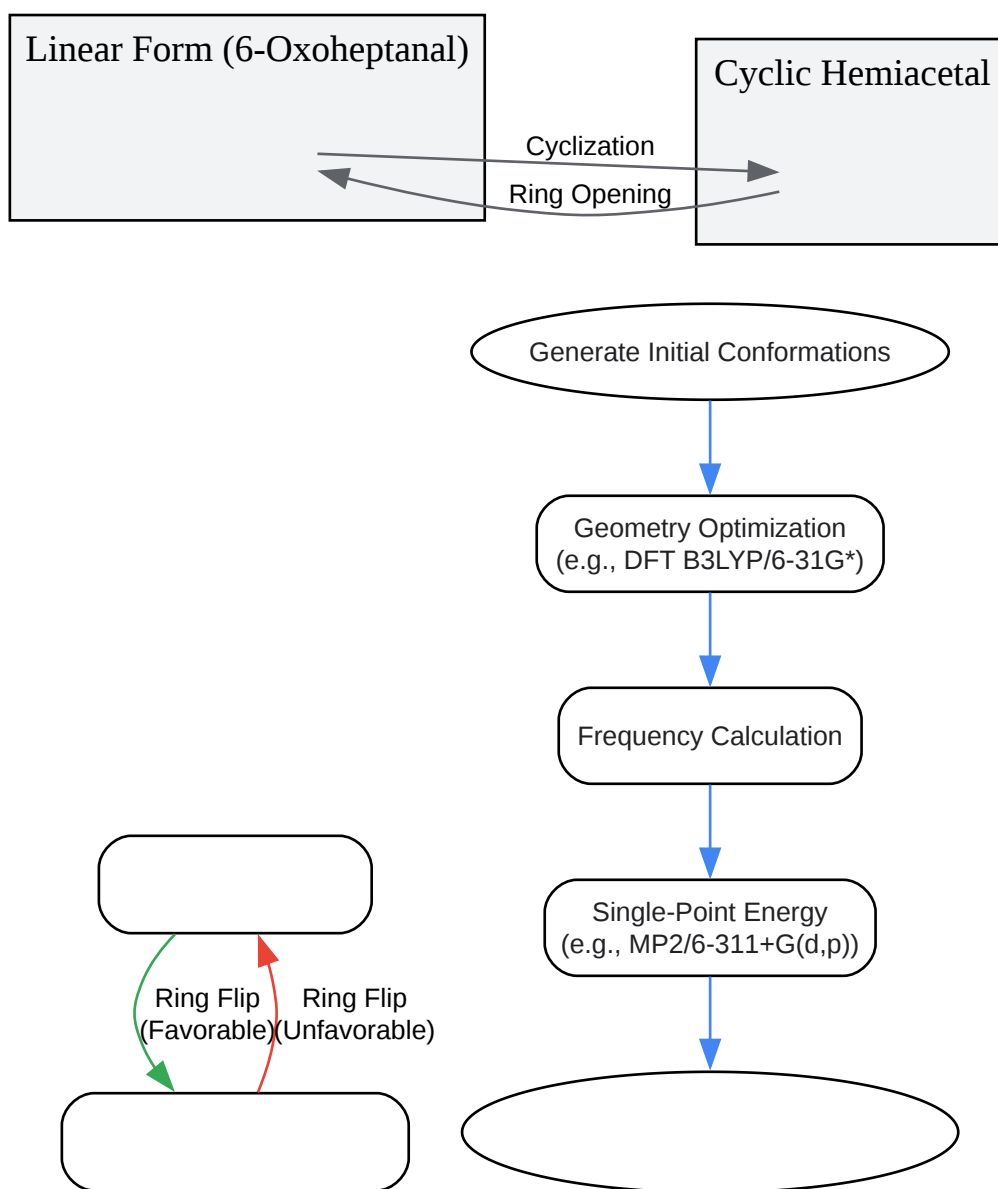 Linear Form (6-Oxoheptanal)
Cyclic Hemiacetal
Cyclization
Ring Opening
Generate Initial Conformations
Geometry Optimization
(e.g., DFT B3LYP/6-31G*)
Frequency Calculation
Single-Point Energy
(e.g., MP2/6-311+G(d,p))
Ring Flip
(Favorable)
Ring Flip
(Unfavorable)